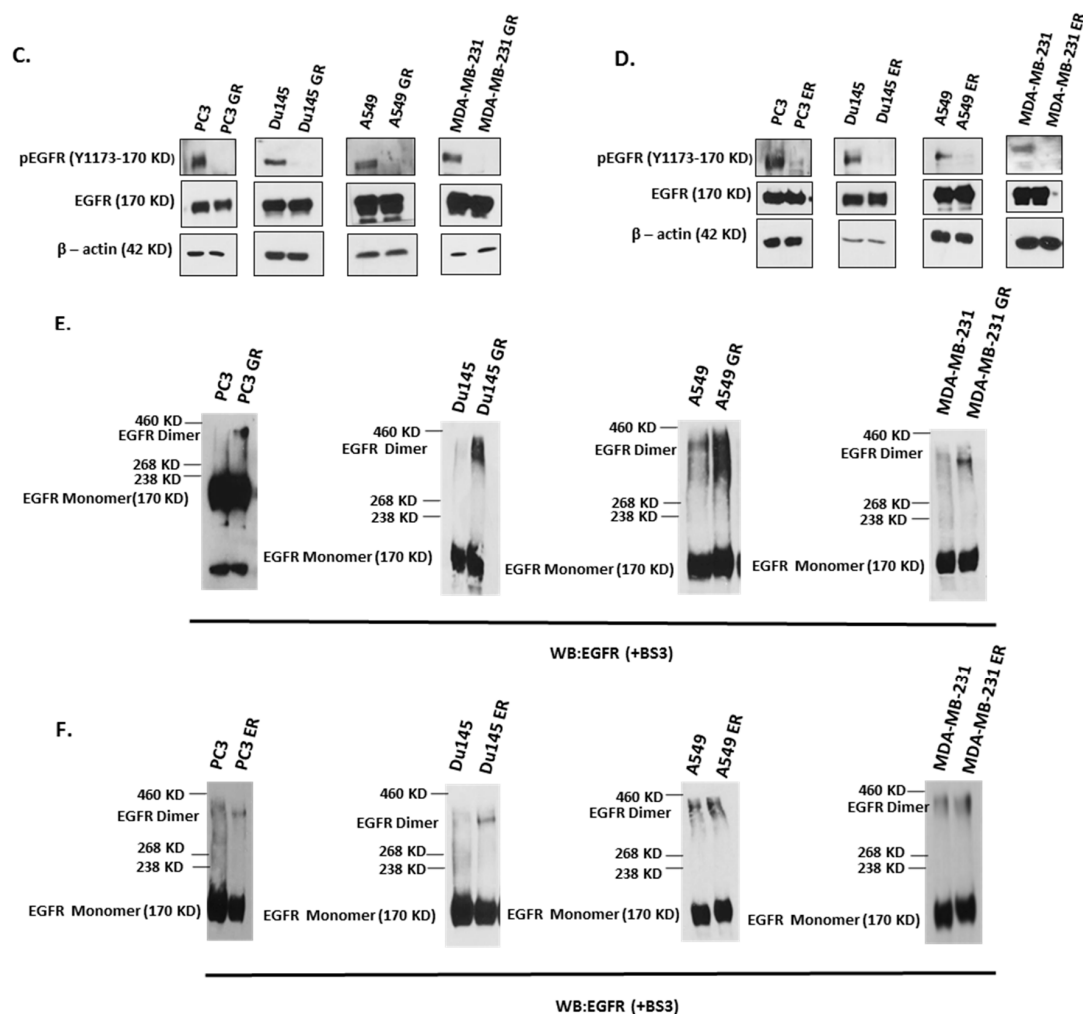 C.
PC3
PC3 GR
Du145
Du145 GR
A549
A549 GR
MDA-MB-231
MDA-MB-231 GR
pEGFR (Y1173-170 KD)
EGFR (170 KD)
β – actin (42 KD)
D.
PC3
PC3 ER
Du145
Du145 ER
A549
A549 ER
MDA-MB-231
MDA-MB-231 ER
pEGFR (Y1173-170 KD)
EGFR (170 KD)
β – actin (42 KD)
E.
PC3
PC3 GR
460 KD
EGFR Dimer
268 KD
238 KD
EGFR Monomer(170 KD)
Du145
Du145 GR
460 KD
EGFR Dimer
268 KD
238 KD
EGFR Monomer (170 KD)
A549
A549 GR
460 KD
EGFR Dimer
268 KD
238 KD
EGFR Monomer (170 KD)
MDA-MB-231
MDA-MB-231 GR
460 KD
EGFR Dimer
268 KD
238 KD
EGFR Monomer (170 KD)
WB:EGFR (+BS3)
F.
PC3
PC3 ER
460 KD
EGFR Dimer
268 KD
238 KD
EGFR Monomer (170 KD)
Du145
Du145 ER
460 KD
EGFR Dimer
268 KD
238 KD
EGFR Monomer (170 KD)
A549
A549 ER
460 KD
EGFR Dimer
268 KD
238 KD
EGFR Monomer (170 KD)
MDA-MB-231
MDA-MB-231 ER
460 KD
EGFR Dimer
268 KD
238 KD
EGFR Monomer (170 KD)
WB:EGFR (+BS3)